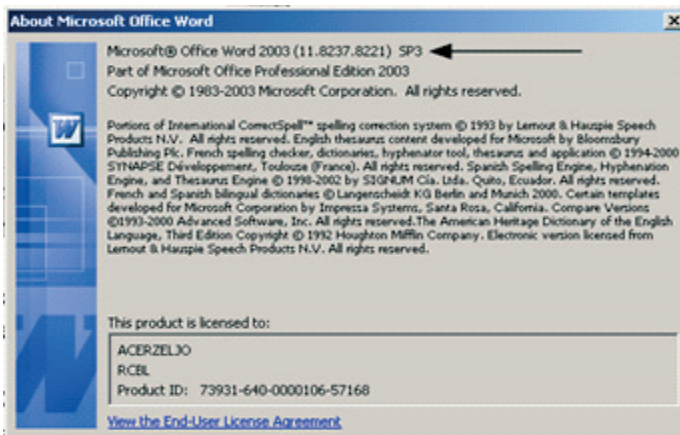 About Microsoft Office Word
Microsoft® Office Word 2003 (11.8237.8221) SP3
Part of Microsoft Office Professional Edition 2003
Copyright © 1983-2003 Microsoft Corporation. All rights reserved.
Portions of International CorrectSpell™ spelling correction system © 1993 by Lernout & Hauspie Speech
Products N.V. All rights reserved. English thesaurus content developed for Microsoft by Bloomsbury
Publishing Plc. French spelling checker, dictionaries, hyphenator tool, thesaurus and application © 1994-2000
SYNAPSE Développement, Toulouse (France). All rights reserved. Spanish Spelling Engine, Hyphenation
Engine, and Thesaurus Engine © 1998-2002 by SIGNUM Cía. Ltda. Quito, Ecuador. All rights reserved.
French and Spanish bilingual dictionaries © Langenscheidt KG Berlin and Munich 2000. Certain templates
developed for Microsoft Corporation by Impressa Systems, Santa Rosa, California. Compare Versions
©1993-2000 Advanced Software, Inc. All rights reserved.The American Heritage Dictionary of the English
Language, Third Edition Copyright © 1992 Houghton Mifflin Company. Electronic version licensed from
Lernout & Hauspie Speech Products N.V. All rights reserved.
This product is licensed to:
ACERZELJO
RCBL
Product ID: 73931-640-0000106-57168
View the End-User License Agreement